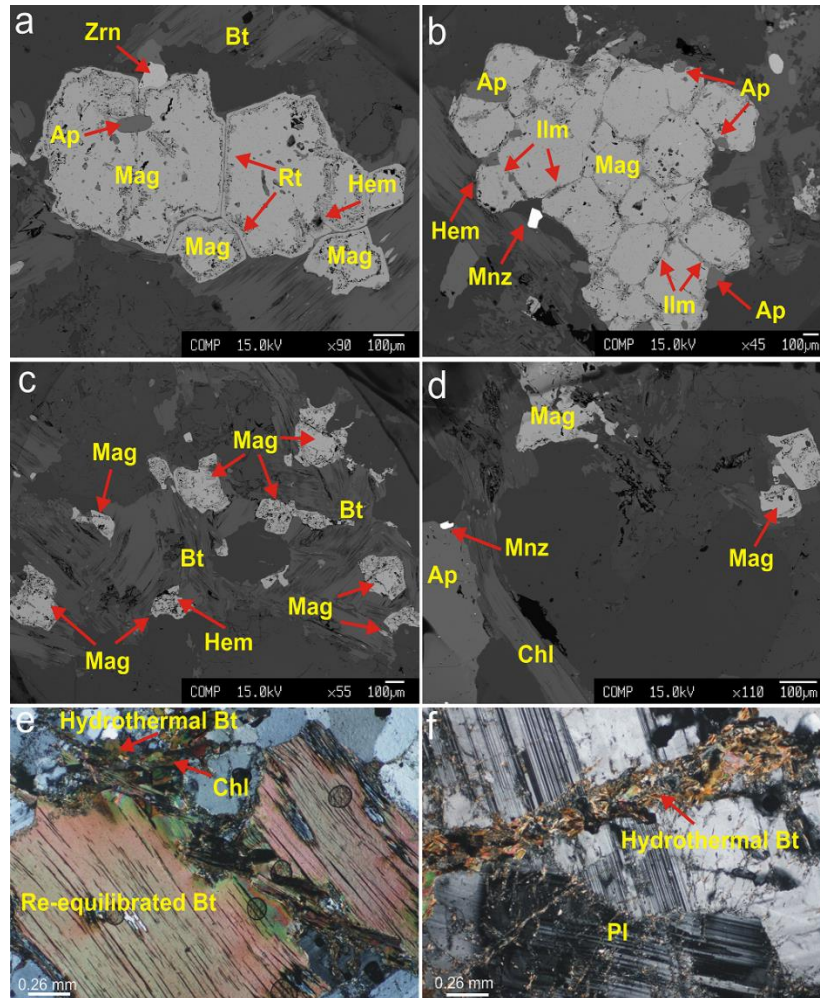 a
Zrn
Bt
Ap
Mag
Rt
Hem
Mag
Mag
COMP 15.0kV ×90 100µm
b
Ap
Ap
Ilm
Mag
Hem
Mnz
Ilm
Ap
COMP 15.0kV ×45 100µm
c
Mag
Mag
Bt
Bt
Mag
Mag
Hem
COMP 15.0kV ×55 100µm
d
Mag
Mnz
Mag
Ap
Chl
COMP 15.0kV ×110 100µm
e
Hydrothermal Bt
Chl
Re-equilibrated Bt
0.26 mm
f
Hydrothermal Bt
Pl
0.26 mm